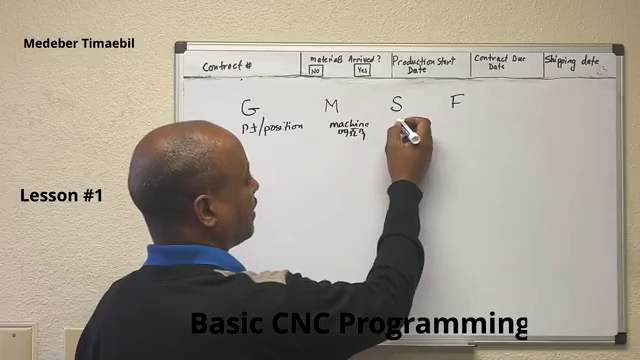 Medeber Timaebil
Contract # Materials Arrived? Production Start Date Contract Due Date Shipping date
No Yes
G M S F
/position machine
Lesson #1
Basic CNC Programming